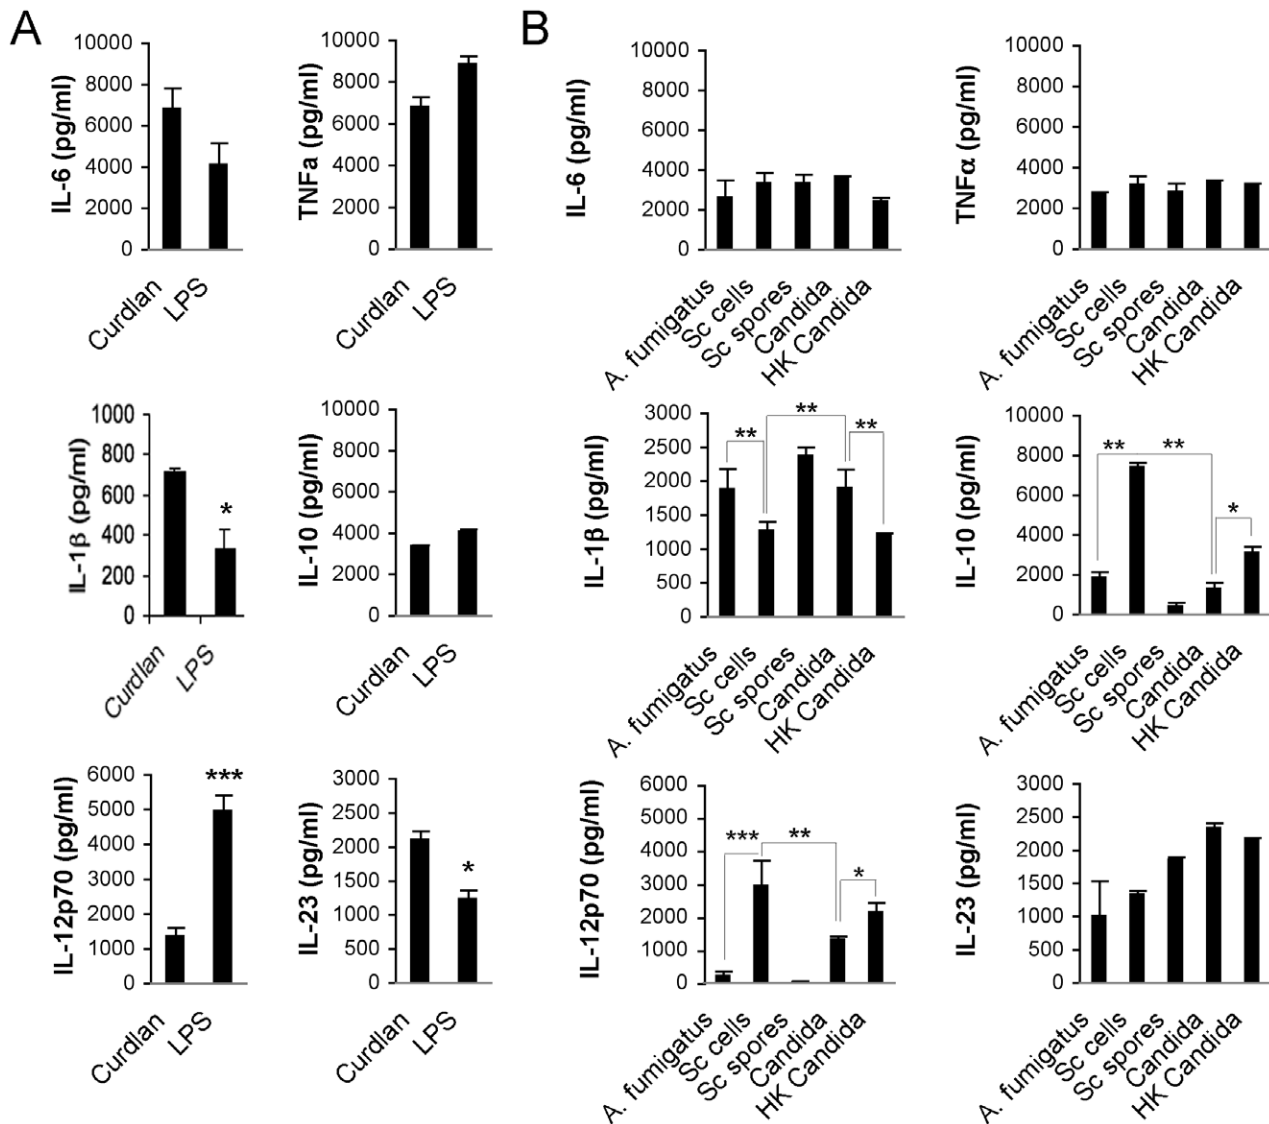 A
B
IL-6 (pg/ml)
10000
8000
6000
4000
2000
0
Curdlan
LPS
TNFa (pg/ml)
10000
8000
6000
4000
2000
0
Curdlan
LPS
IL-6 (pg/ml)
10000
8000
6000
4000
2000
0
A. fumigatus
Sc cells
Sc spores
Candida
HK Candida
TNFα (pg/ml)
10000
8000
6000
4000
2000
0
A. fumigatus
Sc cells
Sc spores
Candida
HK Candida
IL-1β (pg/ml)
1000
800
600
400
200
0
*
Curdlan
LPS
IL-10 (pg/ml)
10000
8000
6000
4000
2000
0
Curdlan
LPS
IL-1β (pg/ml)
3000
2500
2000
1500
1000
500
0
** ** **
A. fumigatus
Sc cells
Sc spores
Candida
HK Candida
IL-10 (pg/ml)
10000
8000
6000
4000
2000
0
** ** *
A. fumigatus
Sc cells
Sc spores
Candida
HK Candida
IL-12p70 (pg/ml)
6000
5000
4000
3000
2000
1000
0
***
Curdlan
LPS
IL-23 (pg/ml)
3000
2500
2000
1500
1000
500
0
*
Curdlan
LPS
IL-12p70 (pg/ml)
6000
5000
4000
3000
2000
1000
0
*** ** *
A. fumigatus
Sc cells
Sc spores
Candida
HK Candida
IL-23 (pg/ml)
3000
2500
2000
1500
1000
500
0
A. fumigatus
Sc cells
Sc spores
Candida
HK Candida